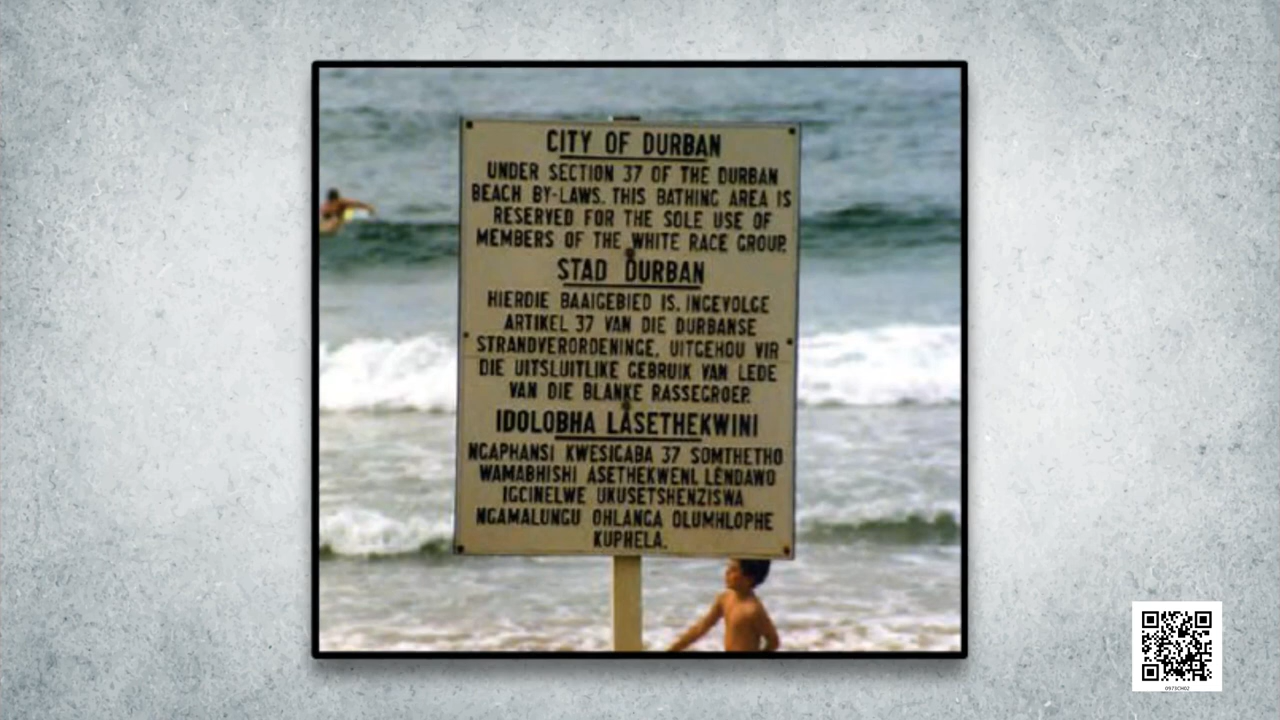 CITY OF DURBAN
UNDER SECTION 37 OF THE DURBAN
BEACH BY-LAWS. THIS BATHING AREA IS
RESERVED FOR THE SOLE USE OF
MEMBERS OF THE WHITE RACE GROUP.
STAD DURBAN
HIERDIE BAAIGEBIED IS, INGEVOLGE
ARTIKEL 37 VAN DIE DURBANSE
STRANDVERORDENINGE, UITGEHOU VIR
DIE UITSLUITLIKE GEBRUIK VAN LEDE
VAN DIE BLANKE RASSEGROEP.
IDOLOBHA LASETHEKWINI
NGAPHANSI KWESIGABA 37 SOMTHETHO
WAMABHISHI ASETHEKWENI, LENDAWO
IGCINELWE UKUSETSHENZISWA
NGAMALUNGU OHLANGA OLUMHLOPHE
KUPHELA.
0973CH02